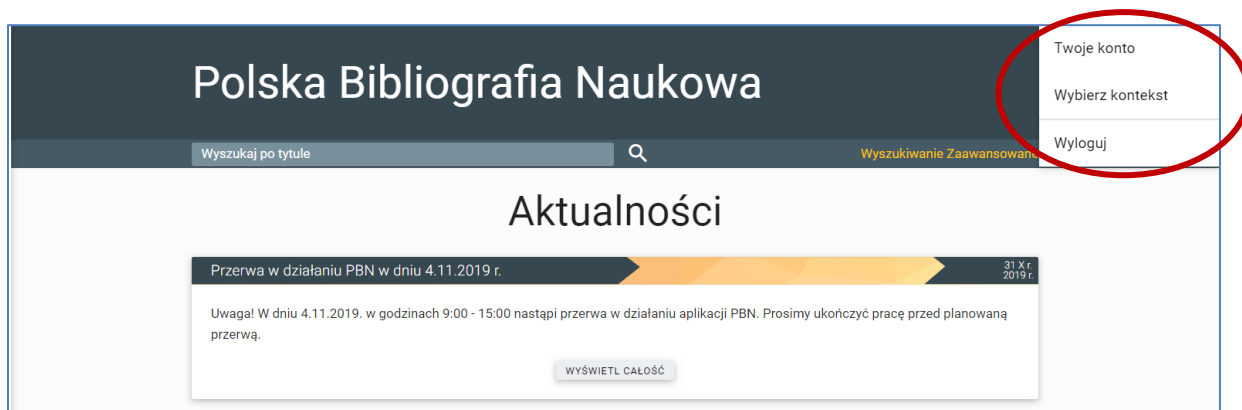 Twoje konto
Polska Bibliografia Naukowa
Wybierz kontekst
Wyloguj
Wyszukaj po tytule
Wyszukiwanie Zaawansowane
Aktualności
Przerwa w działaniu PBN w dniu 4.11.2019 r.
31 X r.
2019 r.
Uwaga! W dniu 4.11.2019. w godzinach 9:00 - 15:00 nastąpi przerwa w działaniu aplikacji PBN. Prosimy ukończyć pracę przed planowaną
przerwą.
WYŚWIETL CAŁOŚĆ